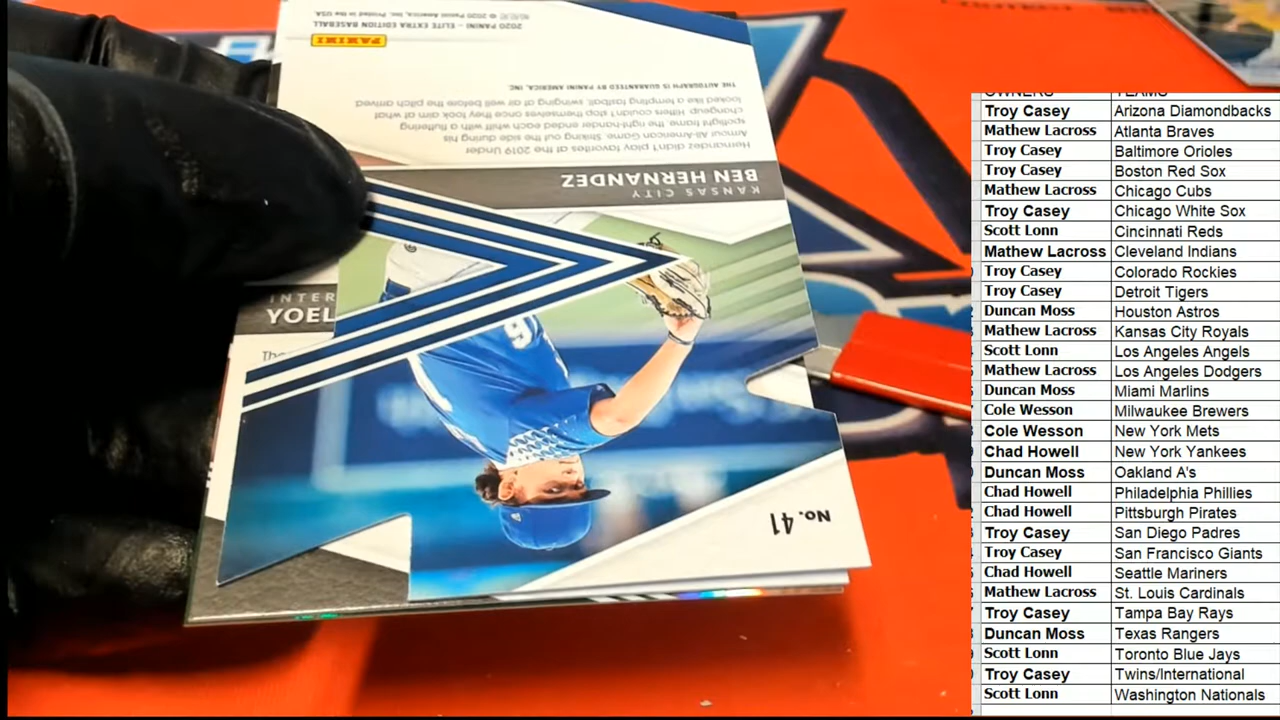 2020 PANINI – ELITE EXTRA EDITION BASEBALL
© 2020 Panini America, Inc. Printed in the USA
PANINI
THE AUTOGRAPH IS GUARANTEED BY PANINI AMERICA, INC.
Hernandez didn't play favorites at the 2019 Under
Armour All-American Game. Striking out the side during his
spotlight frame, the right-hander ended each whiff with a fluttering
changeup. Hitters couldn't stop themselves once they took aim at what
looked like a tempting fastball, swinging at air well before the pitch arrived
KANSAS CITY
BEN HERNANDEZ
INTER
YOEL
No. 41
OWNERS TEAMS
Troy Casey Arizona Diamondbacks
Mathew Lacross Atlanta Braves
Troy Casey Baltimore Orioles
Troy Casey Boston Red Sox
Mathew Lacross Chicago Cubs
Troy Casey Chicago White Sox
Scott Lonn Cincinnati Reds
Mathew Lacross Cleveland Indians
Troy Casey Colorado Rockies
Troy Casey Detroit Tigers
Duncan Moss Houston Astros
Mathew Lacross Kansas City Royals
Scott Lonn Los Angeles Angels
Mathew Lacross Los Angeles Dodgers
Duncan Moss Miami Marlins
Cole Wesson Milwaukee Brewers
Cole Wesson New York Mets
Chad Howell New York Yankees
Duncan Moss Oakland A's
Chad Howell Philadelphia Phillies
Chad Howell Pittsburgh Pirates
Troy Casey San Diego Padres
Troy Casey San Francisco Giants
Chad Howell Seattle Mariners
Mathew Lacross St. Louis Cardinals
Troy Casey Tampa Bay Rays
Duncan Moss Texas Rangers
Scott Lonn Toronto Blue Jays
Troy Casey Twins/International
Scott Lonn Washington Nationals